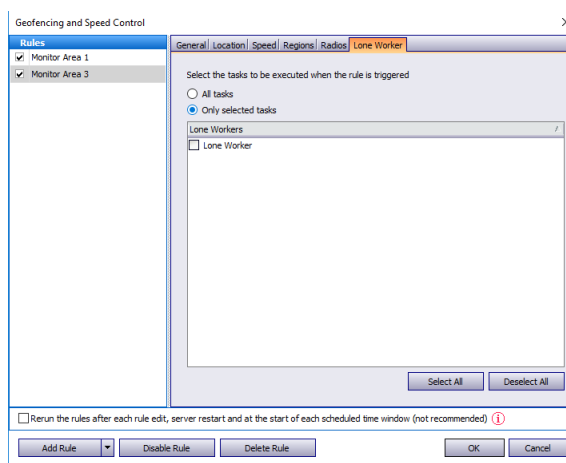 Geofencing and Speed Control
Rules
Monitor Area 1
Monitor Area 3
General Location Speed Regions Radios Lone Worker
Select the tasks to be executed when the rule is triggered
All tasks
Only selected tasks
Lone Workers
Lone Worker
Select All Deselect All
Rerun the rules after each rule edit, server restart and at the start of each scheduled time window (not recommended)
Add Rule Disable Rule Delete Rule OK Cancel